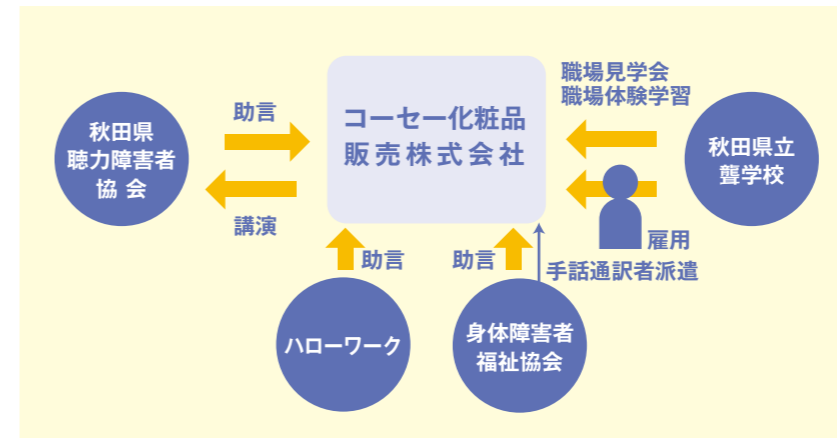 コーセー化粧品
販売株式会社
秋田県
聴力障害者
協会
助言
講演
職場見学会
職場体験学習
秋田県立
聾学校
雇用
手話通訳者派遣
助言
ハローワーク
助言
身体障害者
福祉協会